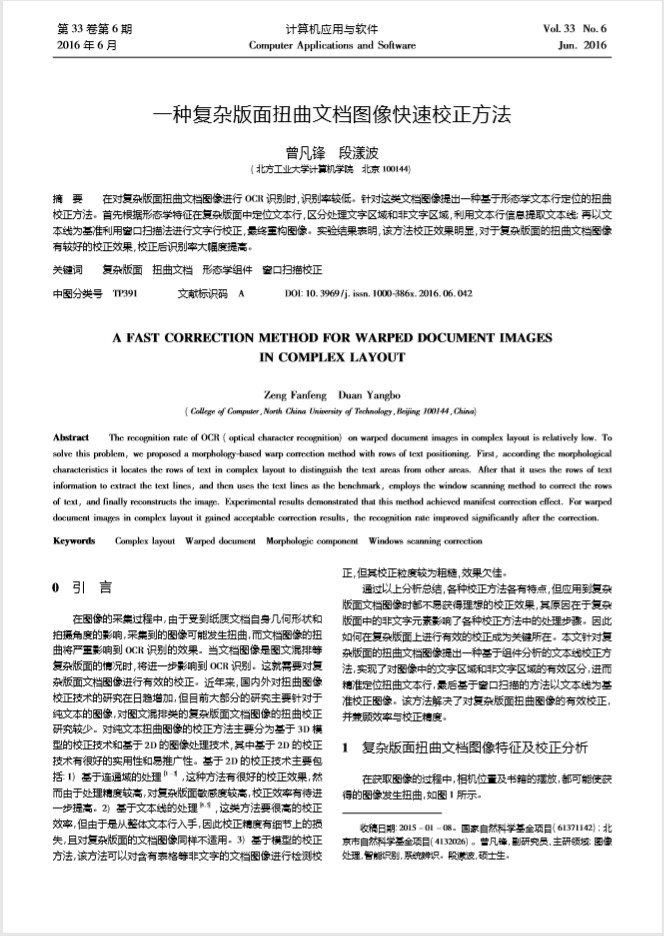 第 33 卷第 6 期
2016 年 6 月
计算机应用与软件
Computer Applications and Software
Vol. 33 No. 6
Jun. 2016
一种复杂版面扭曲文档图像快速校正方法
曾凡锋 段漾波
( 北方工业大学计算机学院 北京 100144)
摘 要 在对复杂版面扭曲文档图像进行 OCR 识别时,识别率较低。针对这类文档图像提出一种基于形态学文本行定位的扭曲
校正方法。首先根据形态学特征在复杂版面中定位文本行,区分处理文字区域和非文字区域,利用文本行信息提取文本线; 再以文
本线为基准利用窗口扫描法进行文字行校正,最终重构图像。实验结果表明,该方法校正效果明显,对于复杂版面的扭曲文档图像
有较好的校正效果,校正后识别率大幅度提高。
关键词 复杂版面 扭曲文档 形态学组件 窗口扫描校正
中图分类号 TP391 文献标识码 A DOI: 10. 3969 /j. issn. 1000-386x. 2016. 06. 042
A FAST CORRECTION METHOD FOR WARPED DOCUMENT IMAGES
IN COMPLEX LAYOUT
Zeng Fanfeng Duan Yangbo
( College of Computer,North China University of Technology,Beijing 100144,China)
Abstract The recognition rate of OCR ( optical character recognition) on warped document images in complex layout is relatively low. To
solve this problem, we proposed a morphology-based warp correction method with rows of text positioning. First, according the morphological
characteristics it locates the rows of text in complex layout to distinguish the text areas from other areas. After that it uses the rows of text
information to extract the text lines, and then uses the text lines as the benchmark, employs the window scanning method to correct the rows
of text, and finally reconstructs the image. Experimental results demonstrated that this method achieved manifest correction effect. For warped
document images in complex layout it gained acceptable correction results, the recognition rate improved significantly after the correction.
Keywords Complex layout Warped document Morphologic component Windows scanning correction
0 引 言
在图像的采集过程中,由于受到纸质文档自身几何形状和
拍摄角度的影响,采集到的图像可能发生扭曲,而文档图像的扭
曲将严重影响到 OCR 识别的效果。当文档图像是图文混排等
复杂版面的情况时,将进一步影响到 OCR 识别。这就需要对复
杂版面文档图像进行有效的校正。近年来,国内外对扭曲图像
校正技术的研究在日趋增加,但目前大部分的研究主要针对于
纯文本的图像,对图文混排类的复杂版面文档图像的扭曲校正
研究较少。对纯文本扭曲图像的校正方法主要分为基于 3D 模
型的校正技术和基于 2D 的图像处理技术,其中基于 2D 的校正
技术有很好的实用性和易推广性。基于 2D 的校正技术主要包
括: 1) 基于连通域的处理,这种方法有很好的校正效果,然
而由于处理精度较高,对复杂版面敏感度较高,校正效率有待进
一步提高。2) 基于文本线的处理,这类方法要很高的校正
效率,但由于是从整体文本行入手,因此校正精度有细节上的损
失,且对复杂版面的文档图像同样不适用。3) 基于模型的校正
方法,该方法可以对含有表格等非文字的文档图像进行检测校
正,但其校正粒度较为粗糙,效果欠佳。
通过以上分析总结,各种校正方法各有特点,但应用到复杂
版面文档图像时都不易获得理想的校正效果,其原因在于复杂
版面中的非文字元素影响了各种校正方法中的处理步骤。因此
如何在复杂版面上进行有效的校正成为关键所在。本文针对复
杂版面的扭曲文档图像提出一种基于组件分析的文本线校正方
法,实现了对图像中的文字区域和非文字区域的有效区分,进而
精准定位扭曲文本行,最后基于窗口扫描的方法以文本线为基
准校正图像。该方法解决了对复杂版面扭曲图像的有效校正,
并兼顾效率与校正精度。
1 复杂版面扭曲文档图像特征及校正分析
在获取图像的过程中,相机位置及书籍的摆放,都可能使获
得的图像发生扭曲,如图 1 所示。
收稿日期: 2015 - 01 - 08。国家自然科学基金项目( 61371142) ; 北
京市自然科学基金项目( 4132026) 。曾凡锋,副研究员,主研领域: 图像
处理,智能识别,系统辨识。段漾波,硕士生。